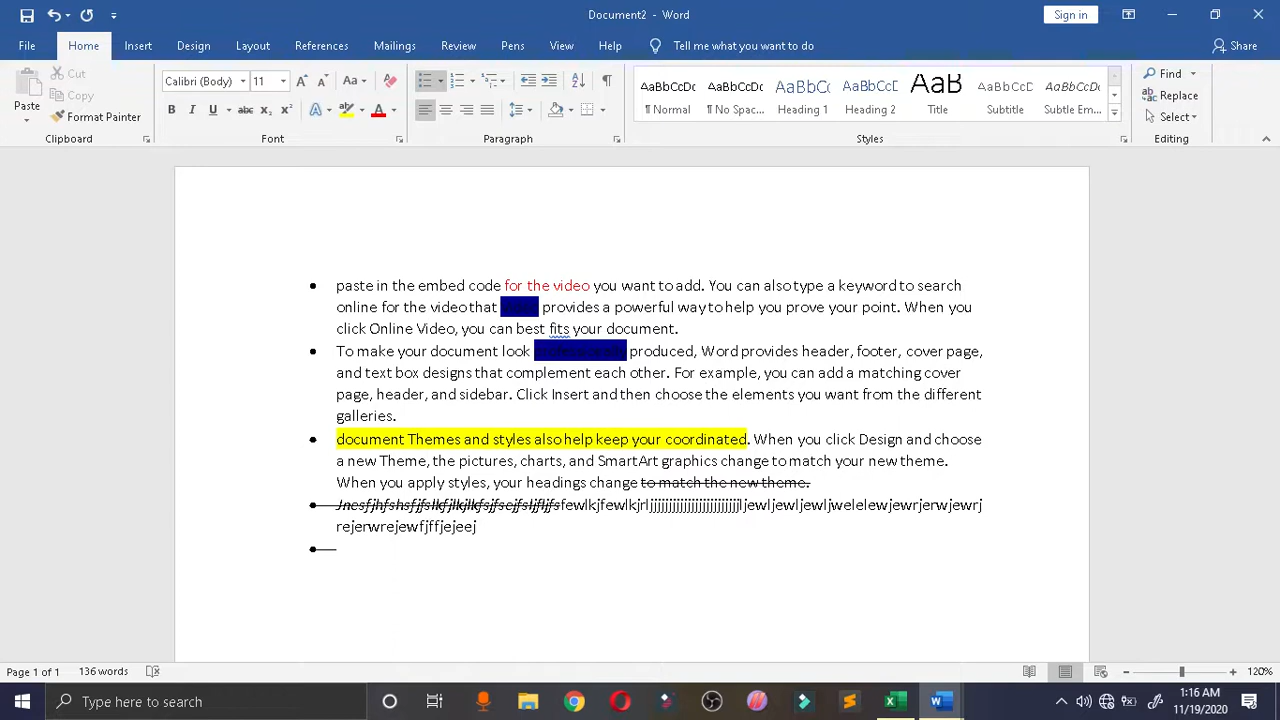 Document2 - Word
Sign in
File Home Insert Design Layout References Mailings Review Pens View Help Tell me what you want to do Share
Paste
Cut
Copy
Format Painter
Calibri (Body) 11
Aa
B I U abc x₂ x² A A
AaBbCcDc AaBbCcDc AaBbC AaBbCc AaB AaBbCcD AaBbCcDc
¶ Normal ¶ No Spac... Heading 1 Heading 2 Title Subtitle Subtle Em...
Find
Replace
Select
Clipboard Font Paragraph Styles Editing
paste in the embed code for the video you want to add. You can also type a keyword to search
online for the video that provides a powerful way to help you prove your point. When you
click Online Video, you can best fits your document.
To make your document look produced, Word provides header, footer, cover page,
and text box designs that complement each other. For example, you can add a matching cover
page, header, and sidebar. Click Insert and then choose the elements you want from the different
galleries.
document Themes and styles also help keep your coordinated. When you click Design and choose
a new Theme, the pictures, charts, and SmartArt graphics change to match your new theme.
When you apply styles, your headings change to match the new theme.
rejerwrejewfjffjejeej
Page 1 of 1 136 words 120%
Type here to search
1:16 AM
11/19/2020